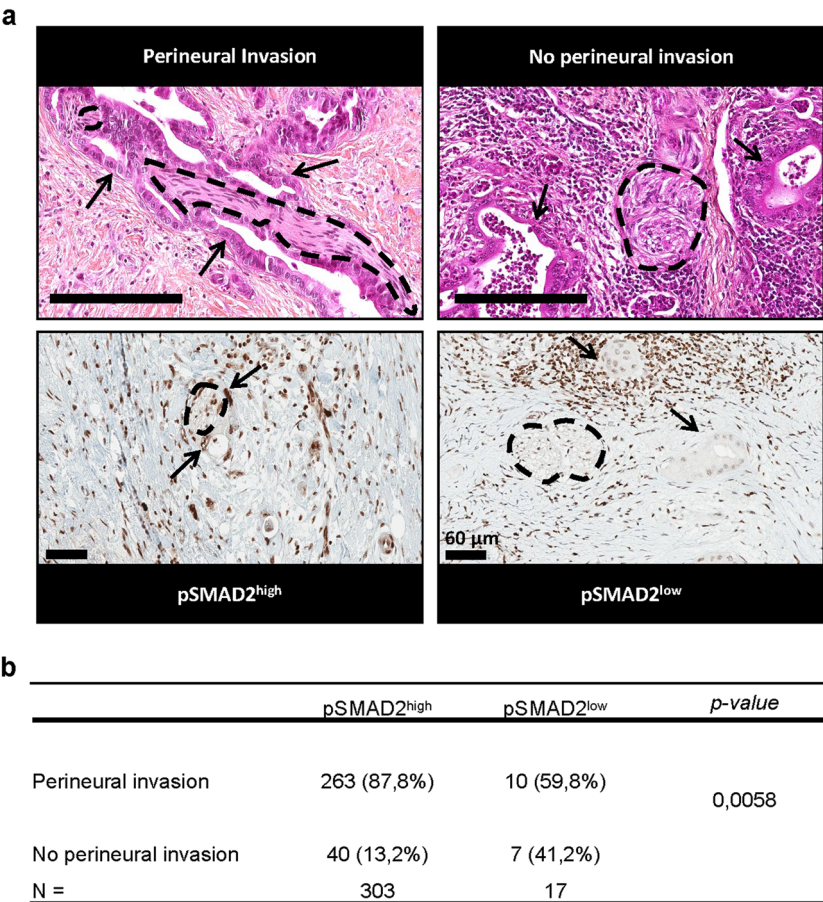 a
Perineural Invasion
No perineural invasion
60 μm
pSMAD2high
pSMAD2low
b
pSMAD2high pSMAD2low p-value
Perineural invasion 263 (87,8%) 10 (59,8%) 0,0058
No perineural invasion 40 (13,2%) 7 (41,2%)
N = 303 17